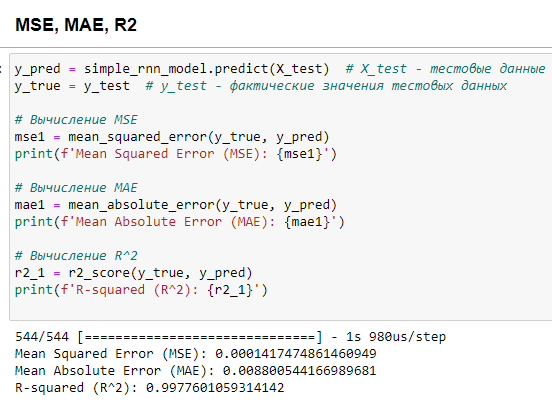 MSE, MAE, R2
y_pred = simple_rnn_model.predict(X_test)  # X_test - тестовые данные
y_true = y_test  # y_test - фактические значения тестовых данных
# Вычисление MSE
mse1 = mean_squared_error(y_true, y_pred)
print(f'Mean Squared Error (MSE): {mse1}')
# Вычисление MAE
mae1 = mean_absolute_error(y_true, y_pred)
print(f'Mean Absolute Error (MAE): {mae1}')
# Вычисление R^2
r2_1 = r2_score(y_true, y_pred)
print(f'R-squared (R^2): {r2_1}')
544/544 [==============================] - 1s 980us/step
Mean Squared Error (MSE): 0.0001417474861460949
Mean Absolute Error (MAE): 0.008800544166989681
R-squared (R^2): 0.9977601059314142